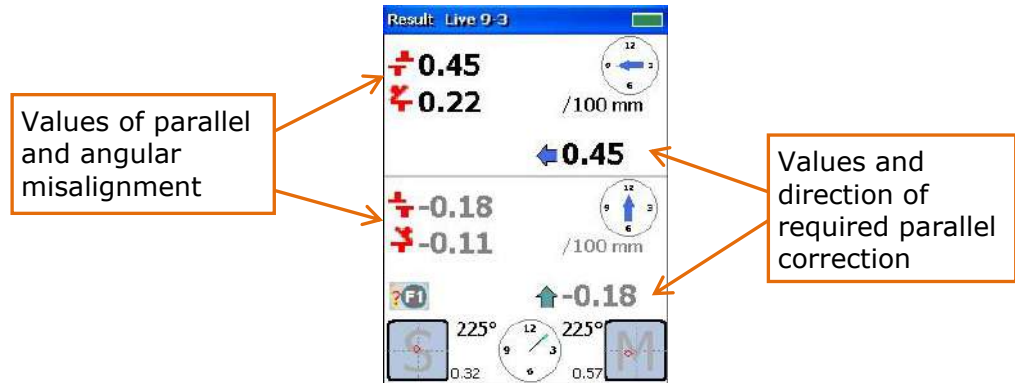 Result Live 9-3
0.45
12
9 3
6
0.22 /100 mm
0.45
Values of parallel
and angular
misalignment
Values and
direction of
required parallel
correction
-0.18
12
9 3
6
-0.11 /100 mm
?F1
-0.18
S 225° 12 225° M
9 3
0.32 6 0.57